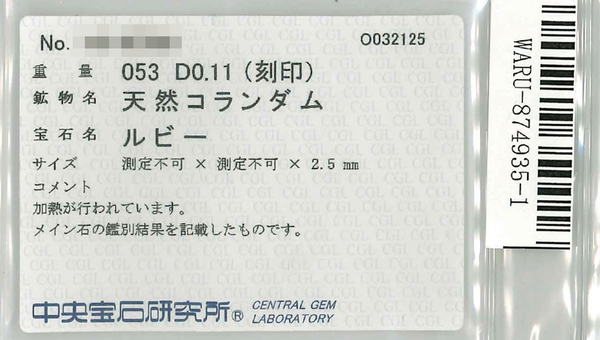 No.
O032125
重量 053 D0.11 (刻印)
鉱物名 天然コランダム
宝石名 ルビー
サイズ 測定不可 × 測定不可 × 2.5 mm
コメント
加熱が行われています。
メイン石の鑑別結果を記載したものです。
中央宝石研究所® CENTRAL GEM
LABORATORY
WARU-874935-1